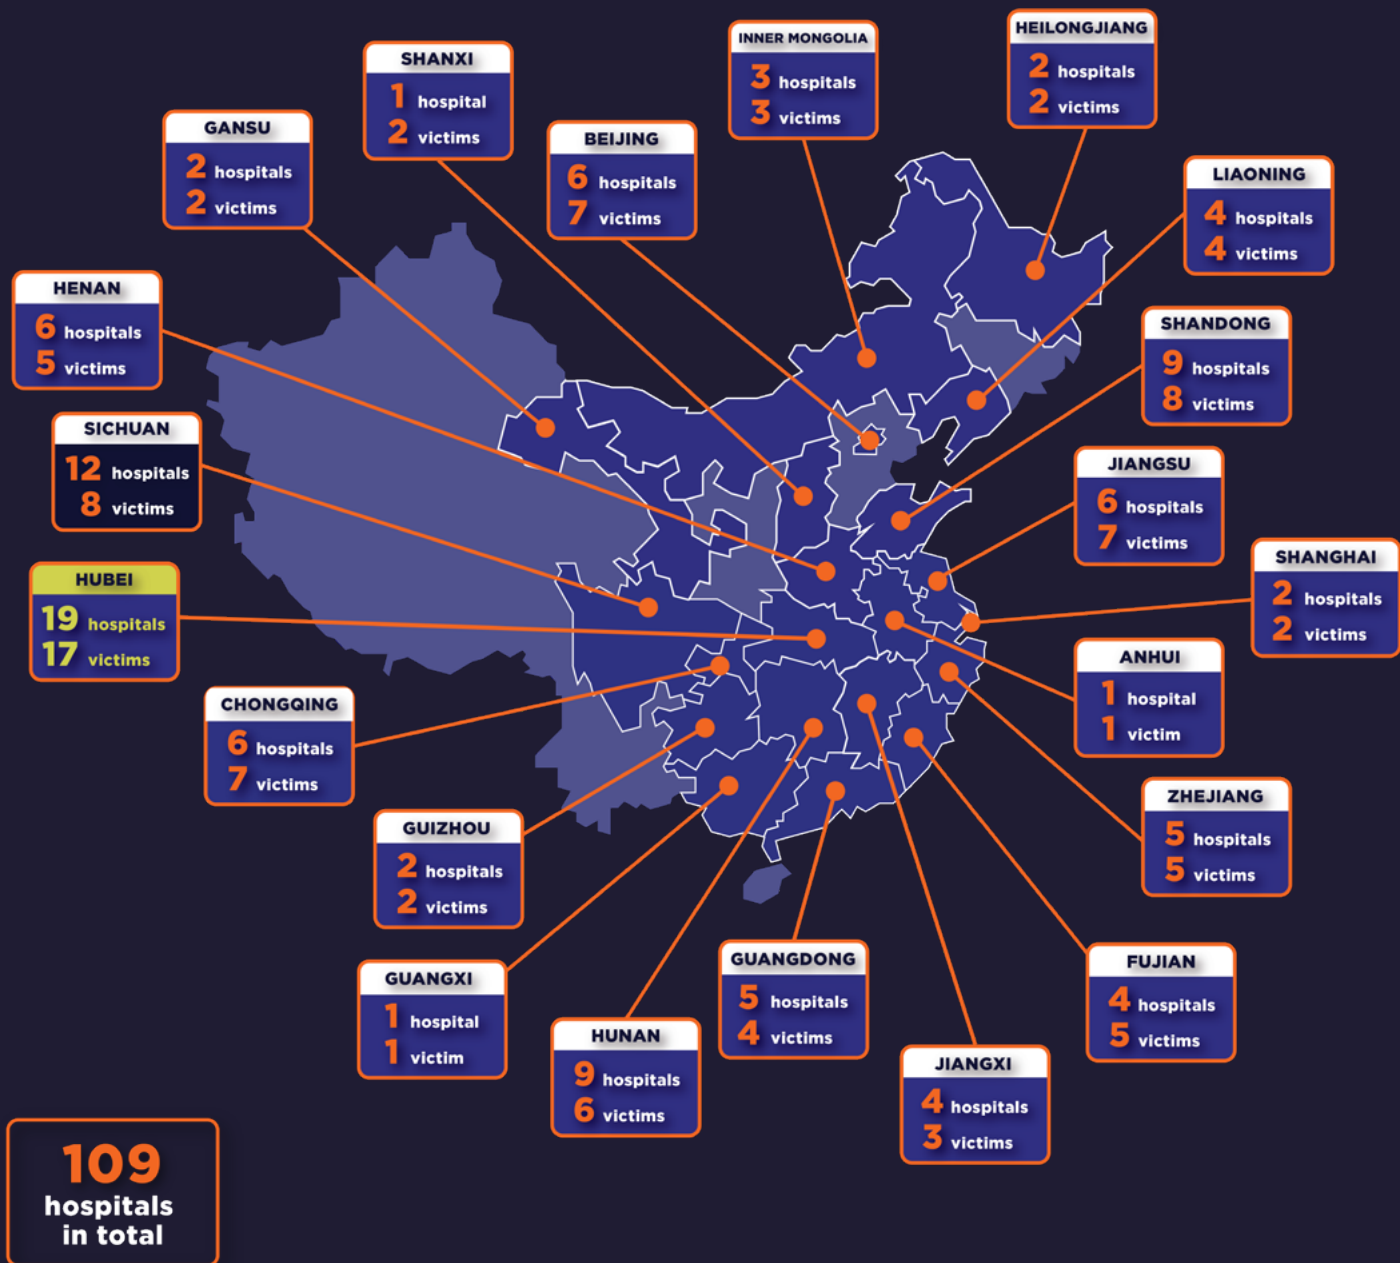 INNER MONGOLIA
3 hospitals
3 victims
HEILONGJIANG
2 hospitals
2 victims
SHANXI
1 hospital
2 victims
GANSU
2 hospitals
2 victims
BEIJING
6 hospitals
7 victims
LIAONING
4 hospitals
4 victims
HENAN
6 hospitals
5 victims
SHANDONG
9 hospitals
8 victims
SICHUAN
12 hospitals
8 victims
JIANGSU
6 hospitals
7 victims
SHANGHAI
2 hospitals
2 victims
HUBEI
19 hospitals
17 victims
ANHUI
1 hospital
1 victim
CHONGQING
6 hospitals
7 victims
ZHEJIANG
5 hospitals
5 victims
GUIZHOU
2 hospitals
2 victims
GUANGXI
1 hospital
1 victim
HUNAN
9 hospitals
6 victims
GUANGDONG
5 hospitals
4 victims
JIANGXI
4 hospitals
3 victims
FUJIAN
4 hospitals
5 victims
109
hospitals
in total